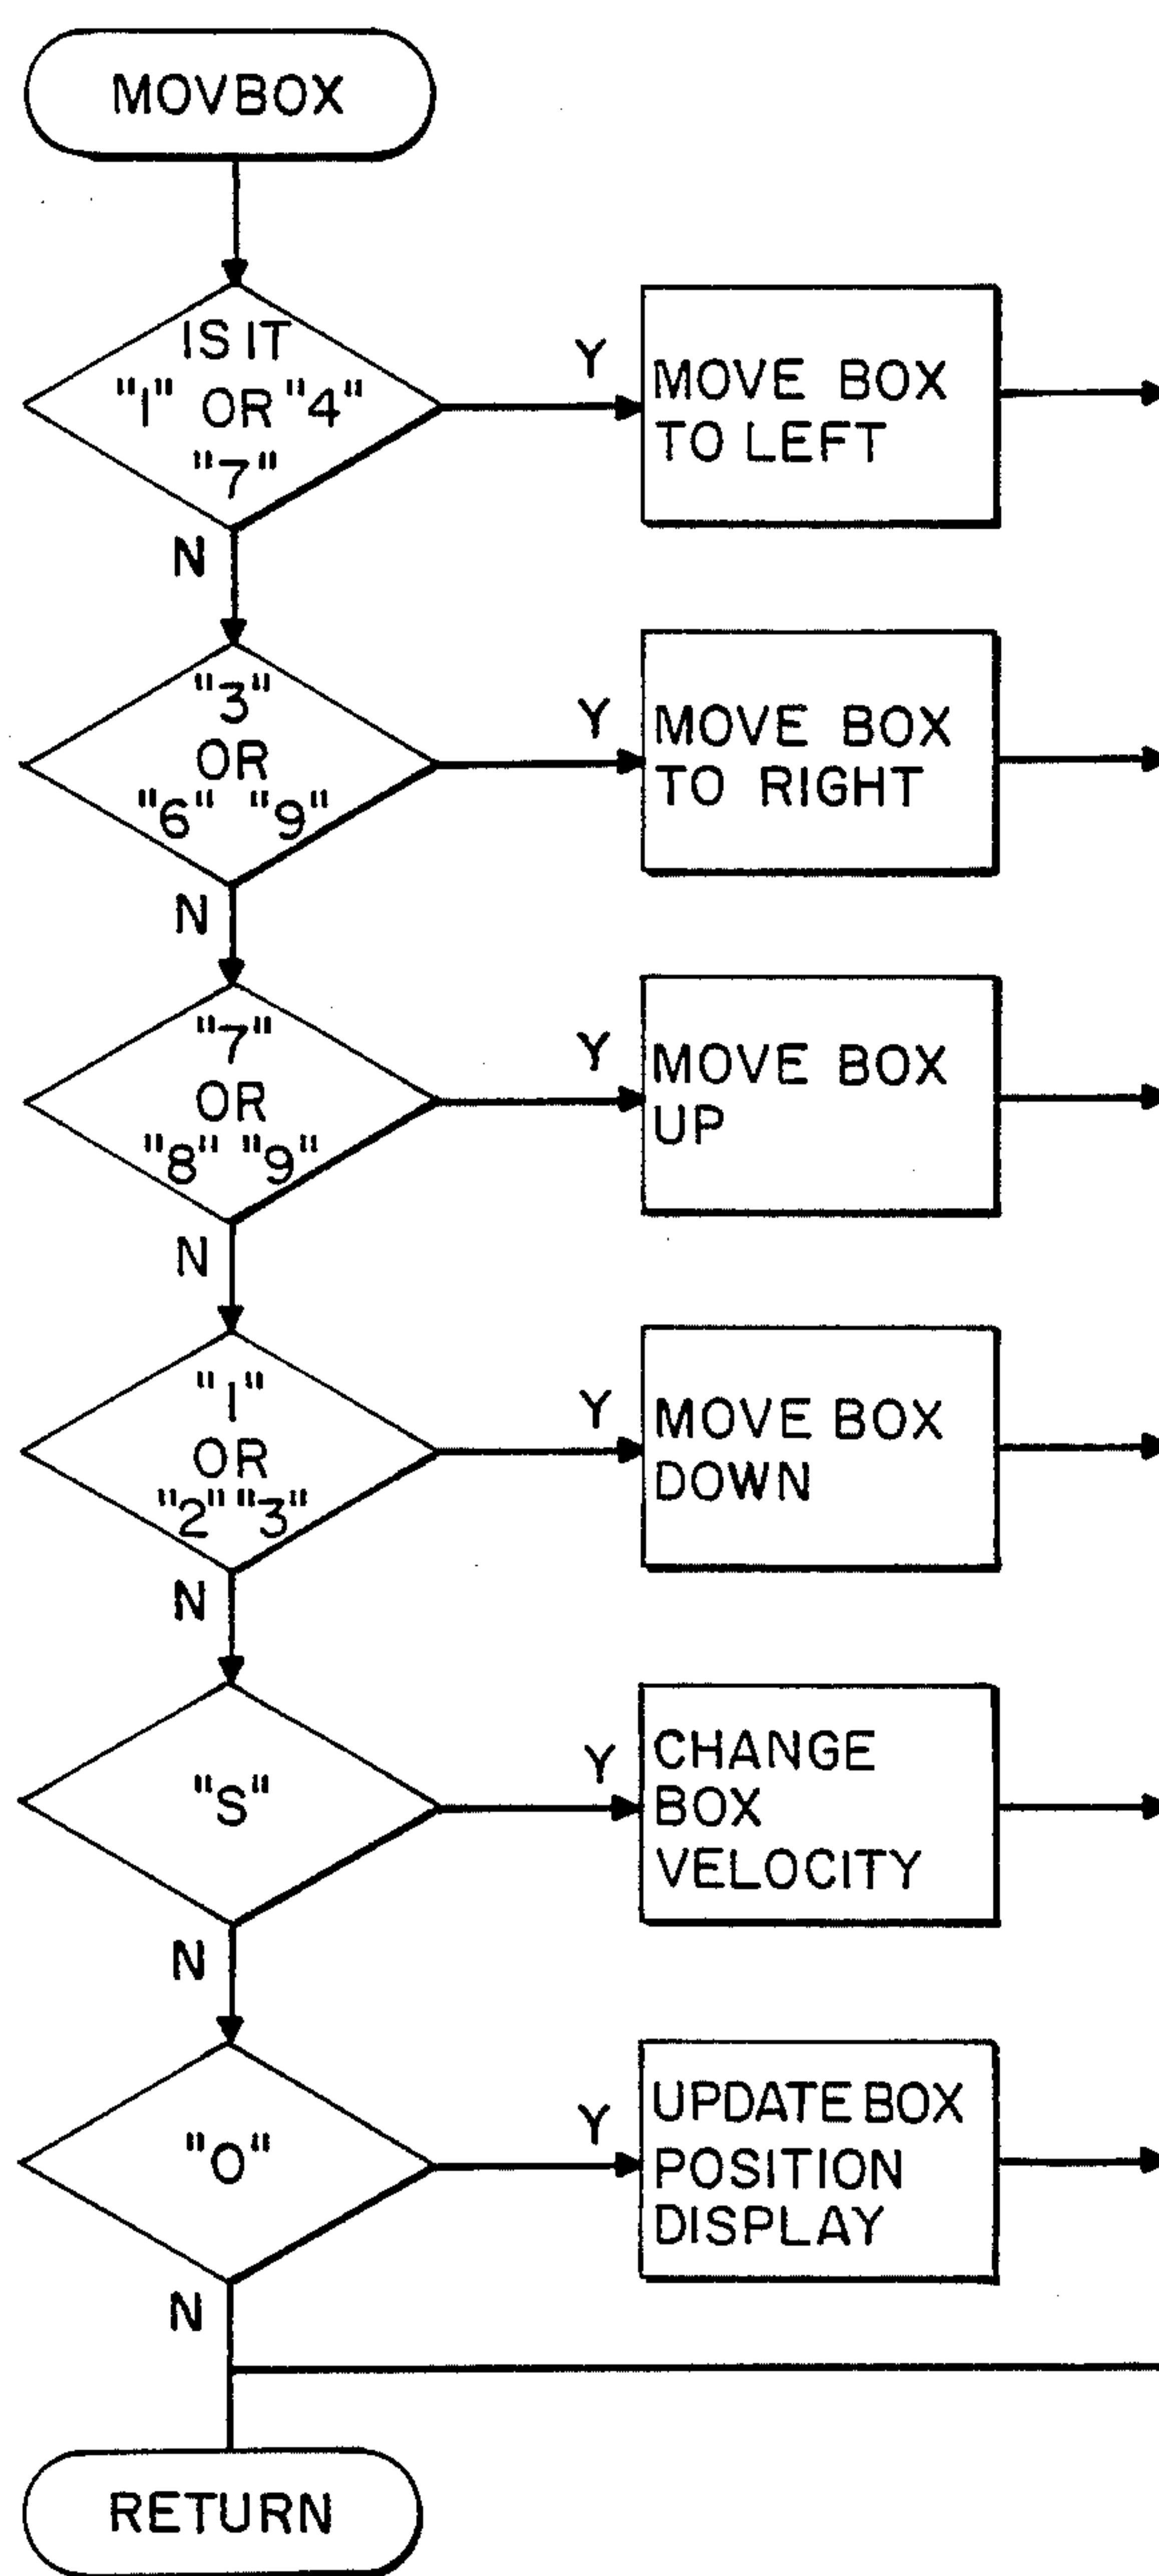 MOVBOX
IS IT
"1" OR "4"
"7"
Y
MOVE BOX
TO LEFT
N
"3"
OR
"6" "9"
Y
MOVE BOX
TO RIGHT
N
"7"
OR
"8" "9"
Y
MOVE BOX
UP
N
"1"
OR
"2" "3"
Y
MOVE BOX
DOWN
N
"S"
Y
CHANGE
BOX
VELOCITY
N
"0"
Y
UPDATE BOX
POSITION
DISPLAY
N
RETURN